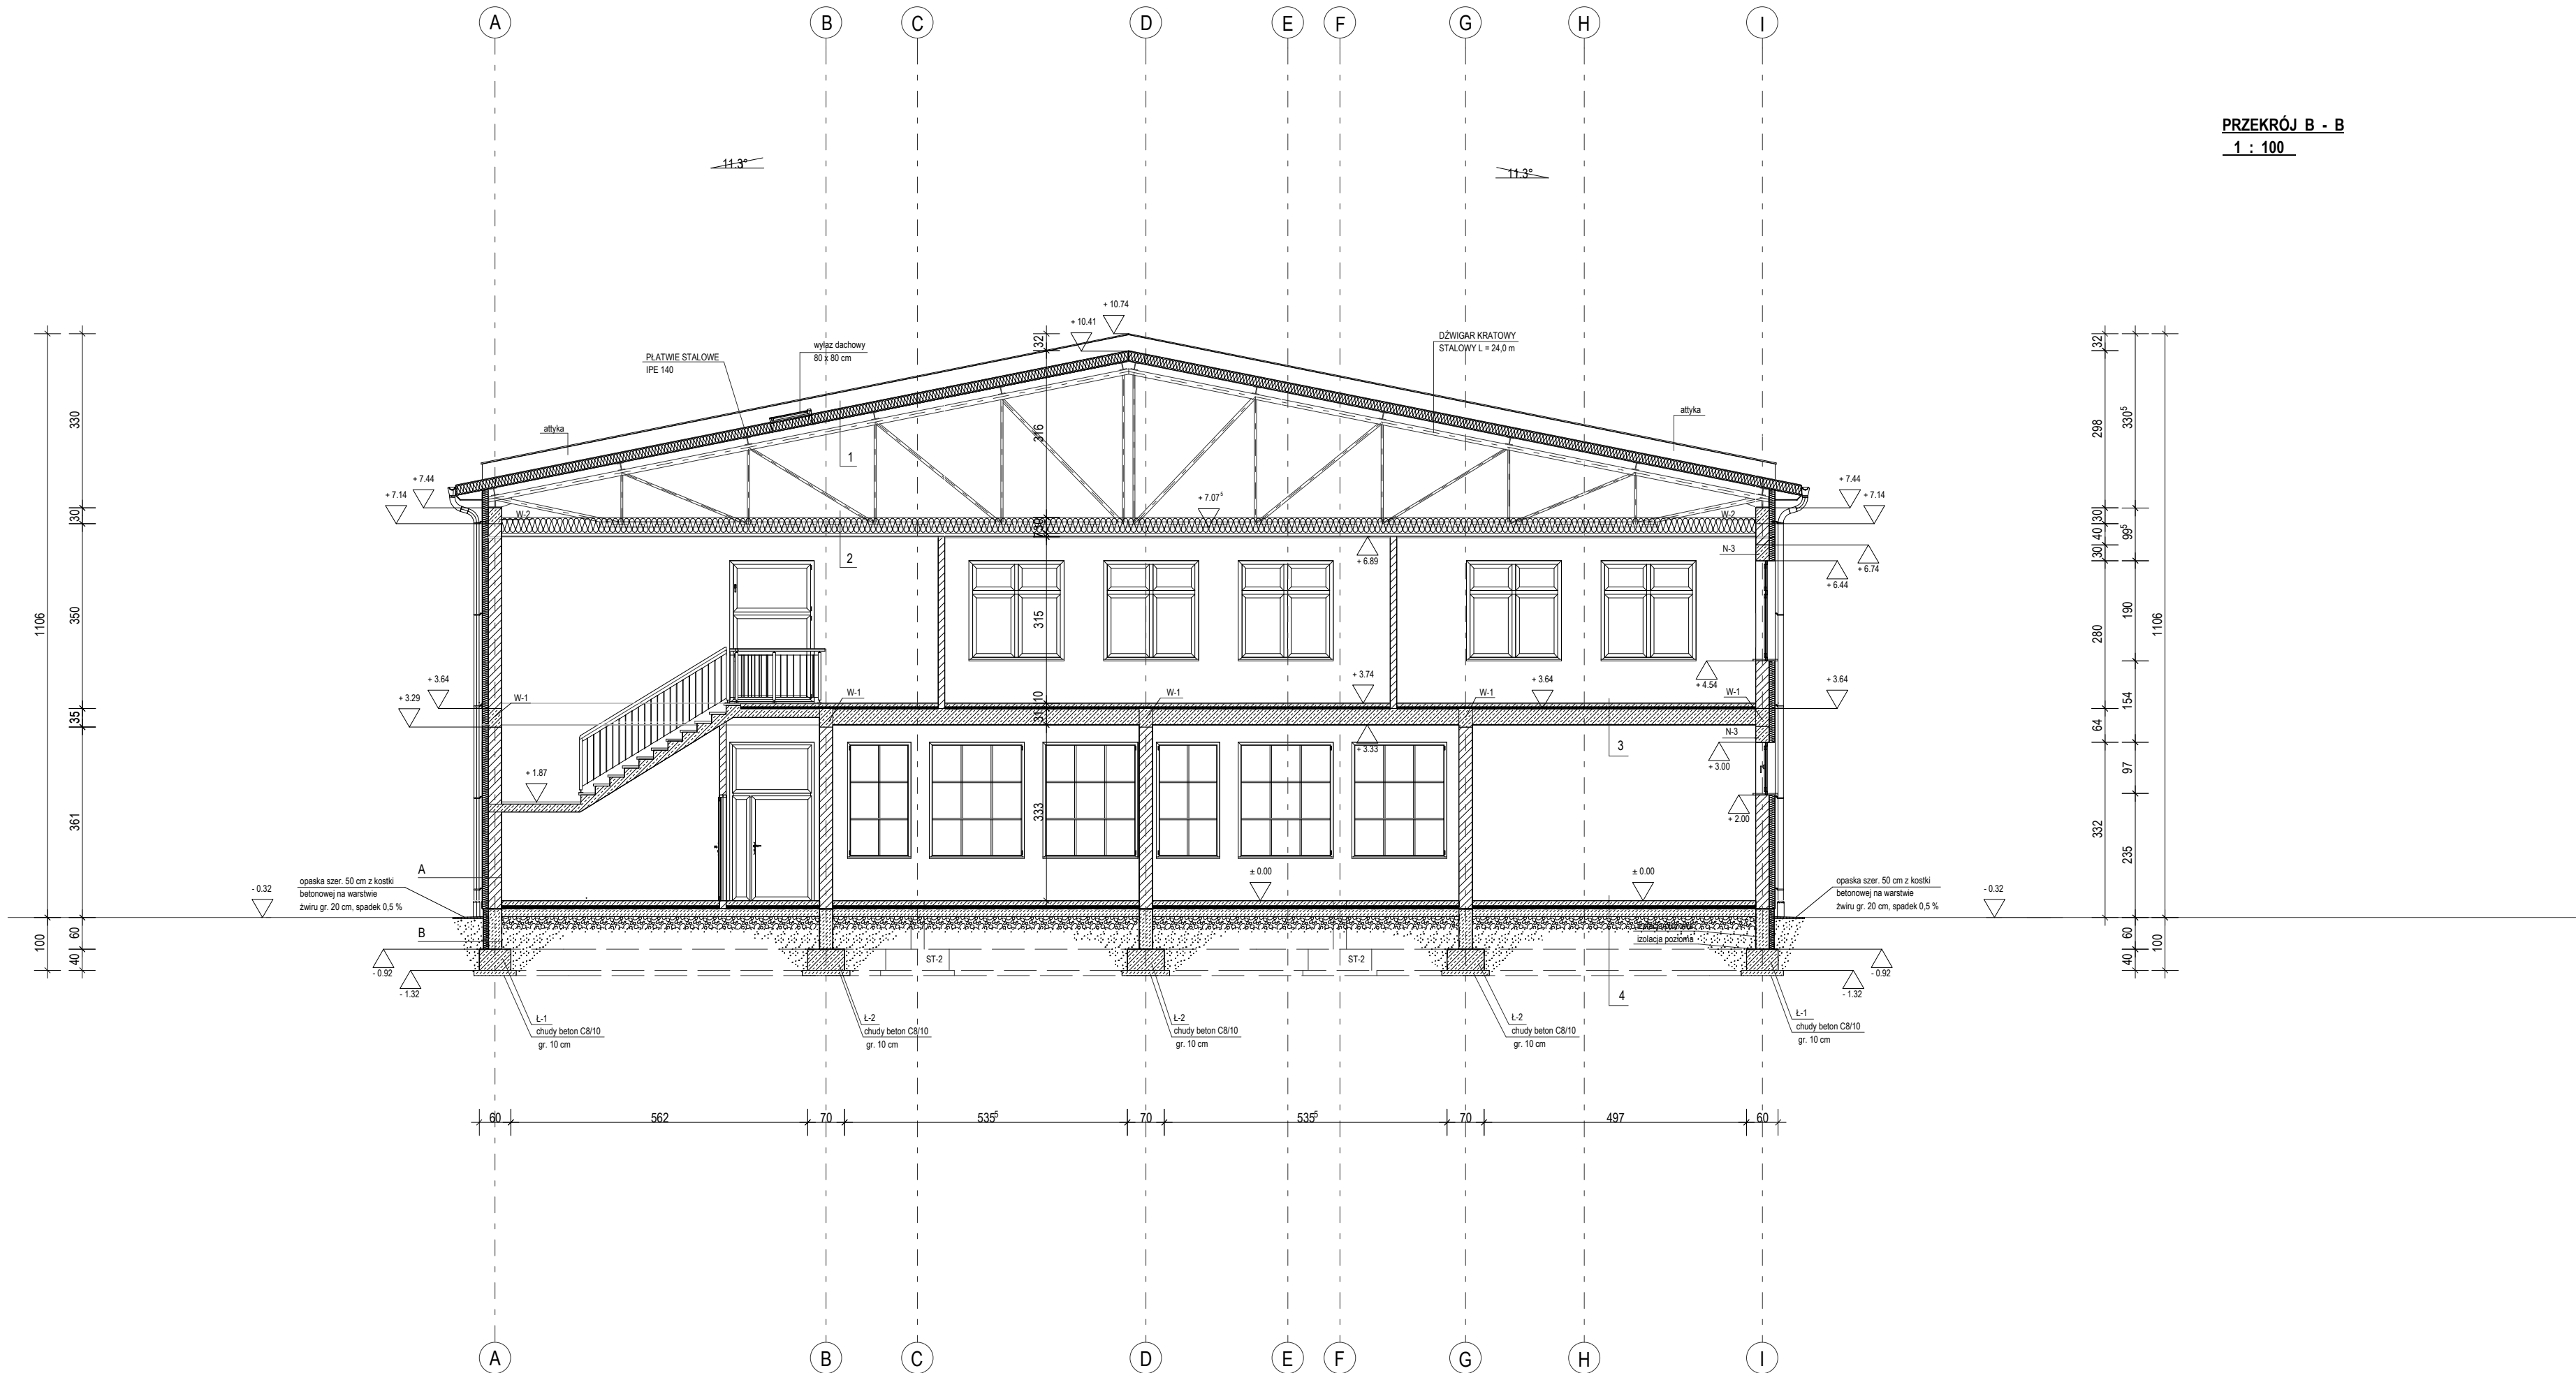 A B C D E F G H I
PRZEKRÓJ B - B
1 : 100
11.3°
11.3°
+ 10.74
+ 10.41
32
PŁATWIE STALOWE
IPE 140
wyłaz dachowy
80 x 80 cm
DŹWIGAR KRATOWY
STALOWY L = 24,0 m
attyka
attyka
1
316
+ 7.44
+ 7.14
W-2
+ 7.07⁵
W-2
+ 7.44
+ 7.14
2
+ 6.89
N-3
+ 6.74
+ 6.44
315
+ 3.64
+ 3.29
W-1
W-1
+ 3.74
W-1
W-1
+ 3.64
+ 4.54
W-1
+ 3.64
10
31
+ 3.33
3
N-3
+ 3.00
+ 1.87
333
+ 2.00
A
± 0.00
± 0.00
4
- 0.32
opaska szer. 50 cm z kostki
betonowej na warstwie
żwiru gr. 20 cm, spadek 0,5 %
opaska szer. 50 cm z kostki
betonowej na warstwie
żwiru gr. 20 cm, spadek 0,5 %
- 0.32
B
izolacja pozioma
ST-2
ST-2
- 0.92
- 1.32
- 0.92
- 1.32
Ł-1
chudy beton C8/10
gr. 10 cm
Ł-2
chudy beton C8/10
gr. 10 cm
Ł-2
chudy beton C8/10
gr. 10 cm
Ł-2
chudy beton C8/10
gr. 10 cm
Ł-1
chudy beton C8/10
gr. 10 cm
60 562 70 535⁵ 70 535⁵ 70 497 60
1106
100
330
30
350
35
361
60
40
32
298
30
40
30
280
64
332
60
40
330⁵
99⁵
190
154
97
235
1106
100
A B C D E F G H I